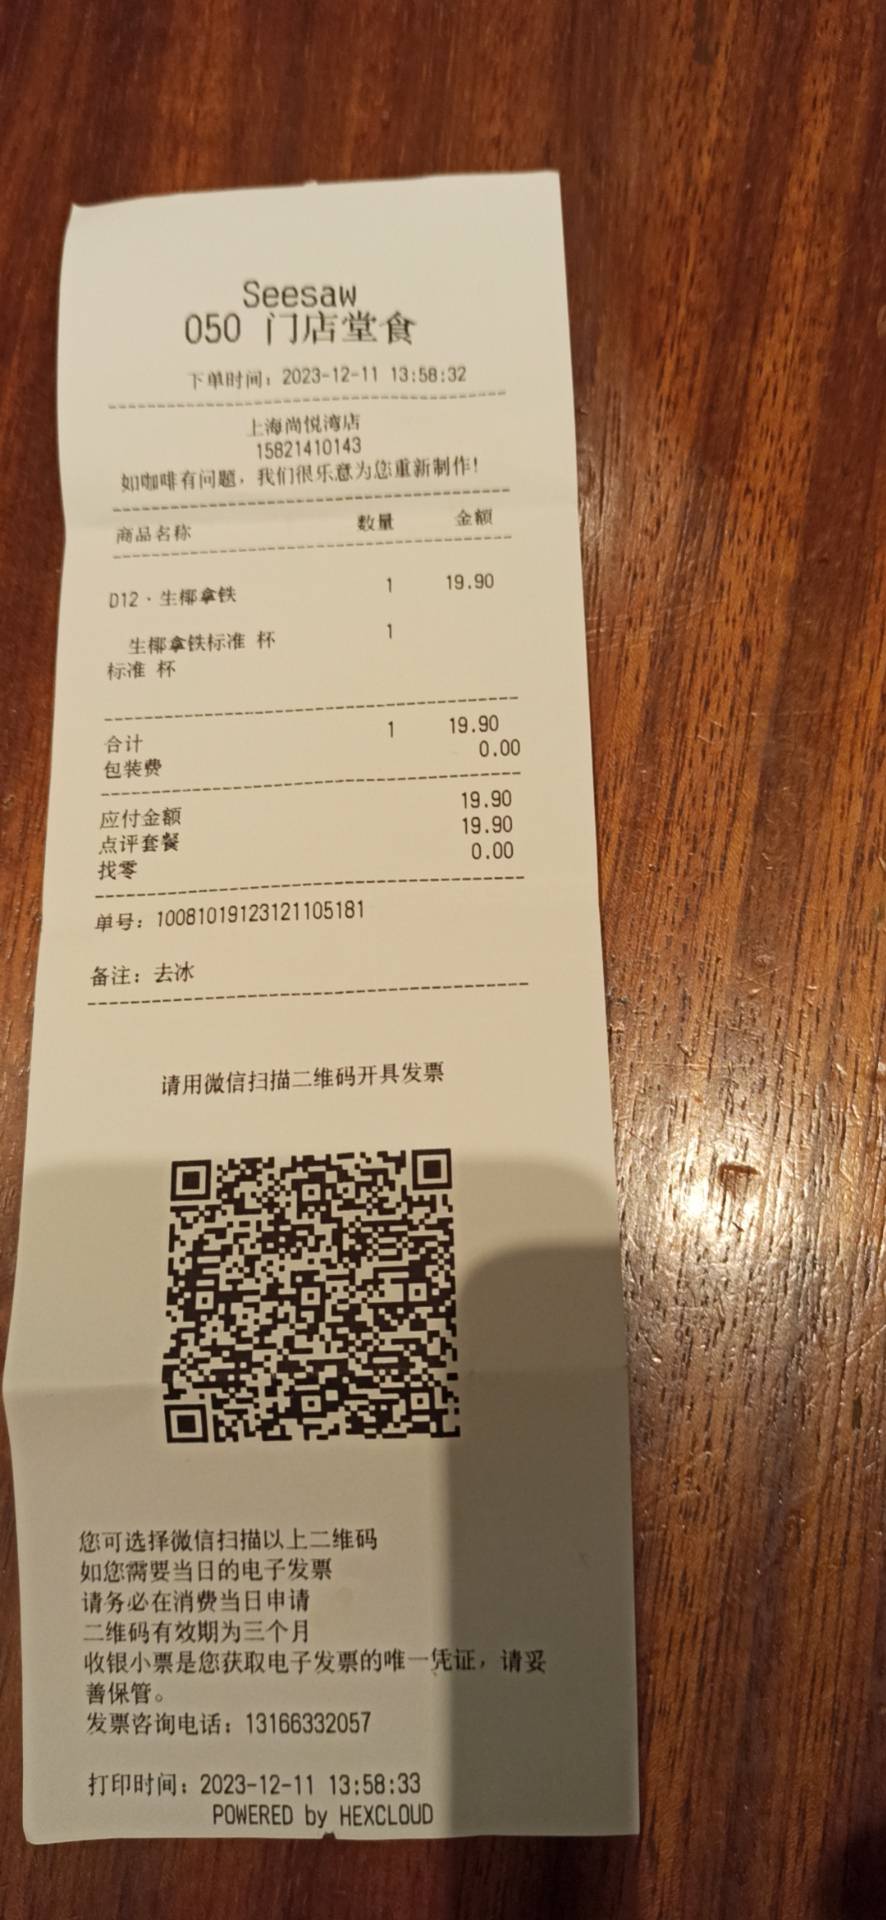 Seesaw
050 门店堂食
下单时间：2023-12-11 13:58:32
上海尚悦湾店
15821410143
如咖啡有问题，我们很乐意为您重新制作！
商品名称 数量 金额
D12·生椰拿铁 1 19.90
生椰拿铁标准 杯 1
标准 杯
合计 1 19.90
包装费 0.00
应付金额 19.90
点评套餐 19.90
找零 0.00
单号：10081019123121105181
备注：去冰
请用微信扫描二维码开具发票
您可选择微信扫描以上二维码
如您需要当日的电子发票
请务必在消费当日申请
二维码有效期为三个月
收银小票是您获取电子发票的唯一凭证，请妥
善保管。
发票咨询电话：13166332057
打印时间：2023-12-11 13:58:33
POWERED by HEXCLOUD